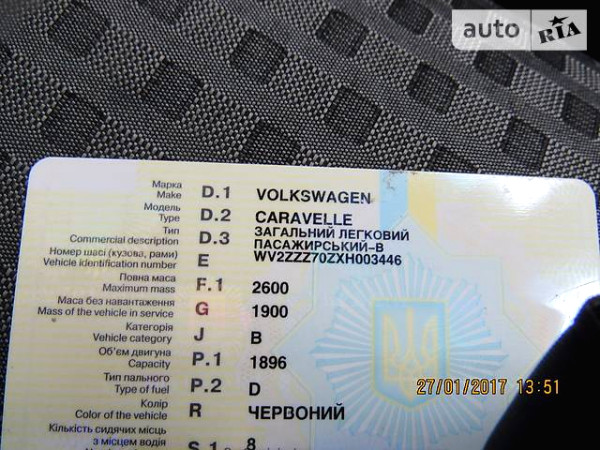 auto RIA
Марка
Make D.1 VOLKSWAGEN
Модель
Type D.2 CARAVELLE
Тип
Commercial description D.3 ЗАГАЛЬНИЙ ЛЕГКОВИЙ
ПАСАЖИРСЬКИЙ-В
Номер шасі (кузова, рами)
Vehicle identification number E WV2ZZZ70ZXH003446
Повна маса
Maximum mass F.1 2600
Маса без навантаження
Mass of the vehicle in service G 1900
Категорія
Vehicle category J B
Об'єм двигуна
Capacity P.1 1896
Тип пального
Type of fuel P.2 D
27/01/2017 13:51
Колір
Color of the vehicle R ЧЕРВОНИЙ
Кількість сидячих місць
з місцем водія S.1 8